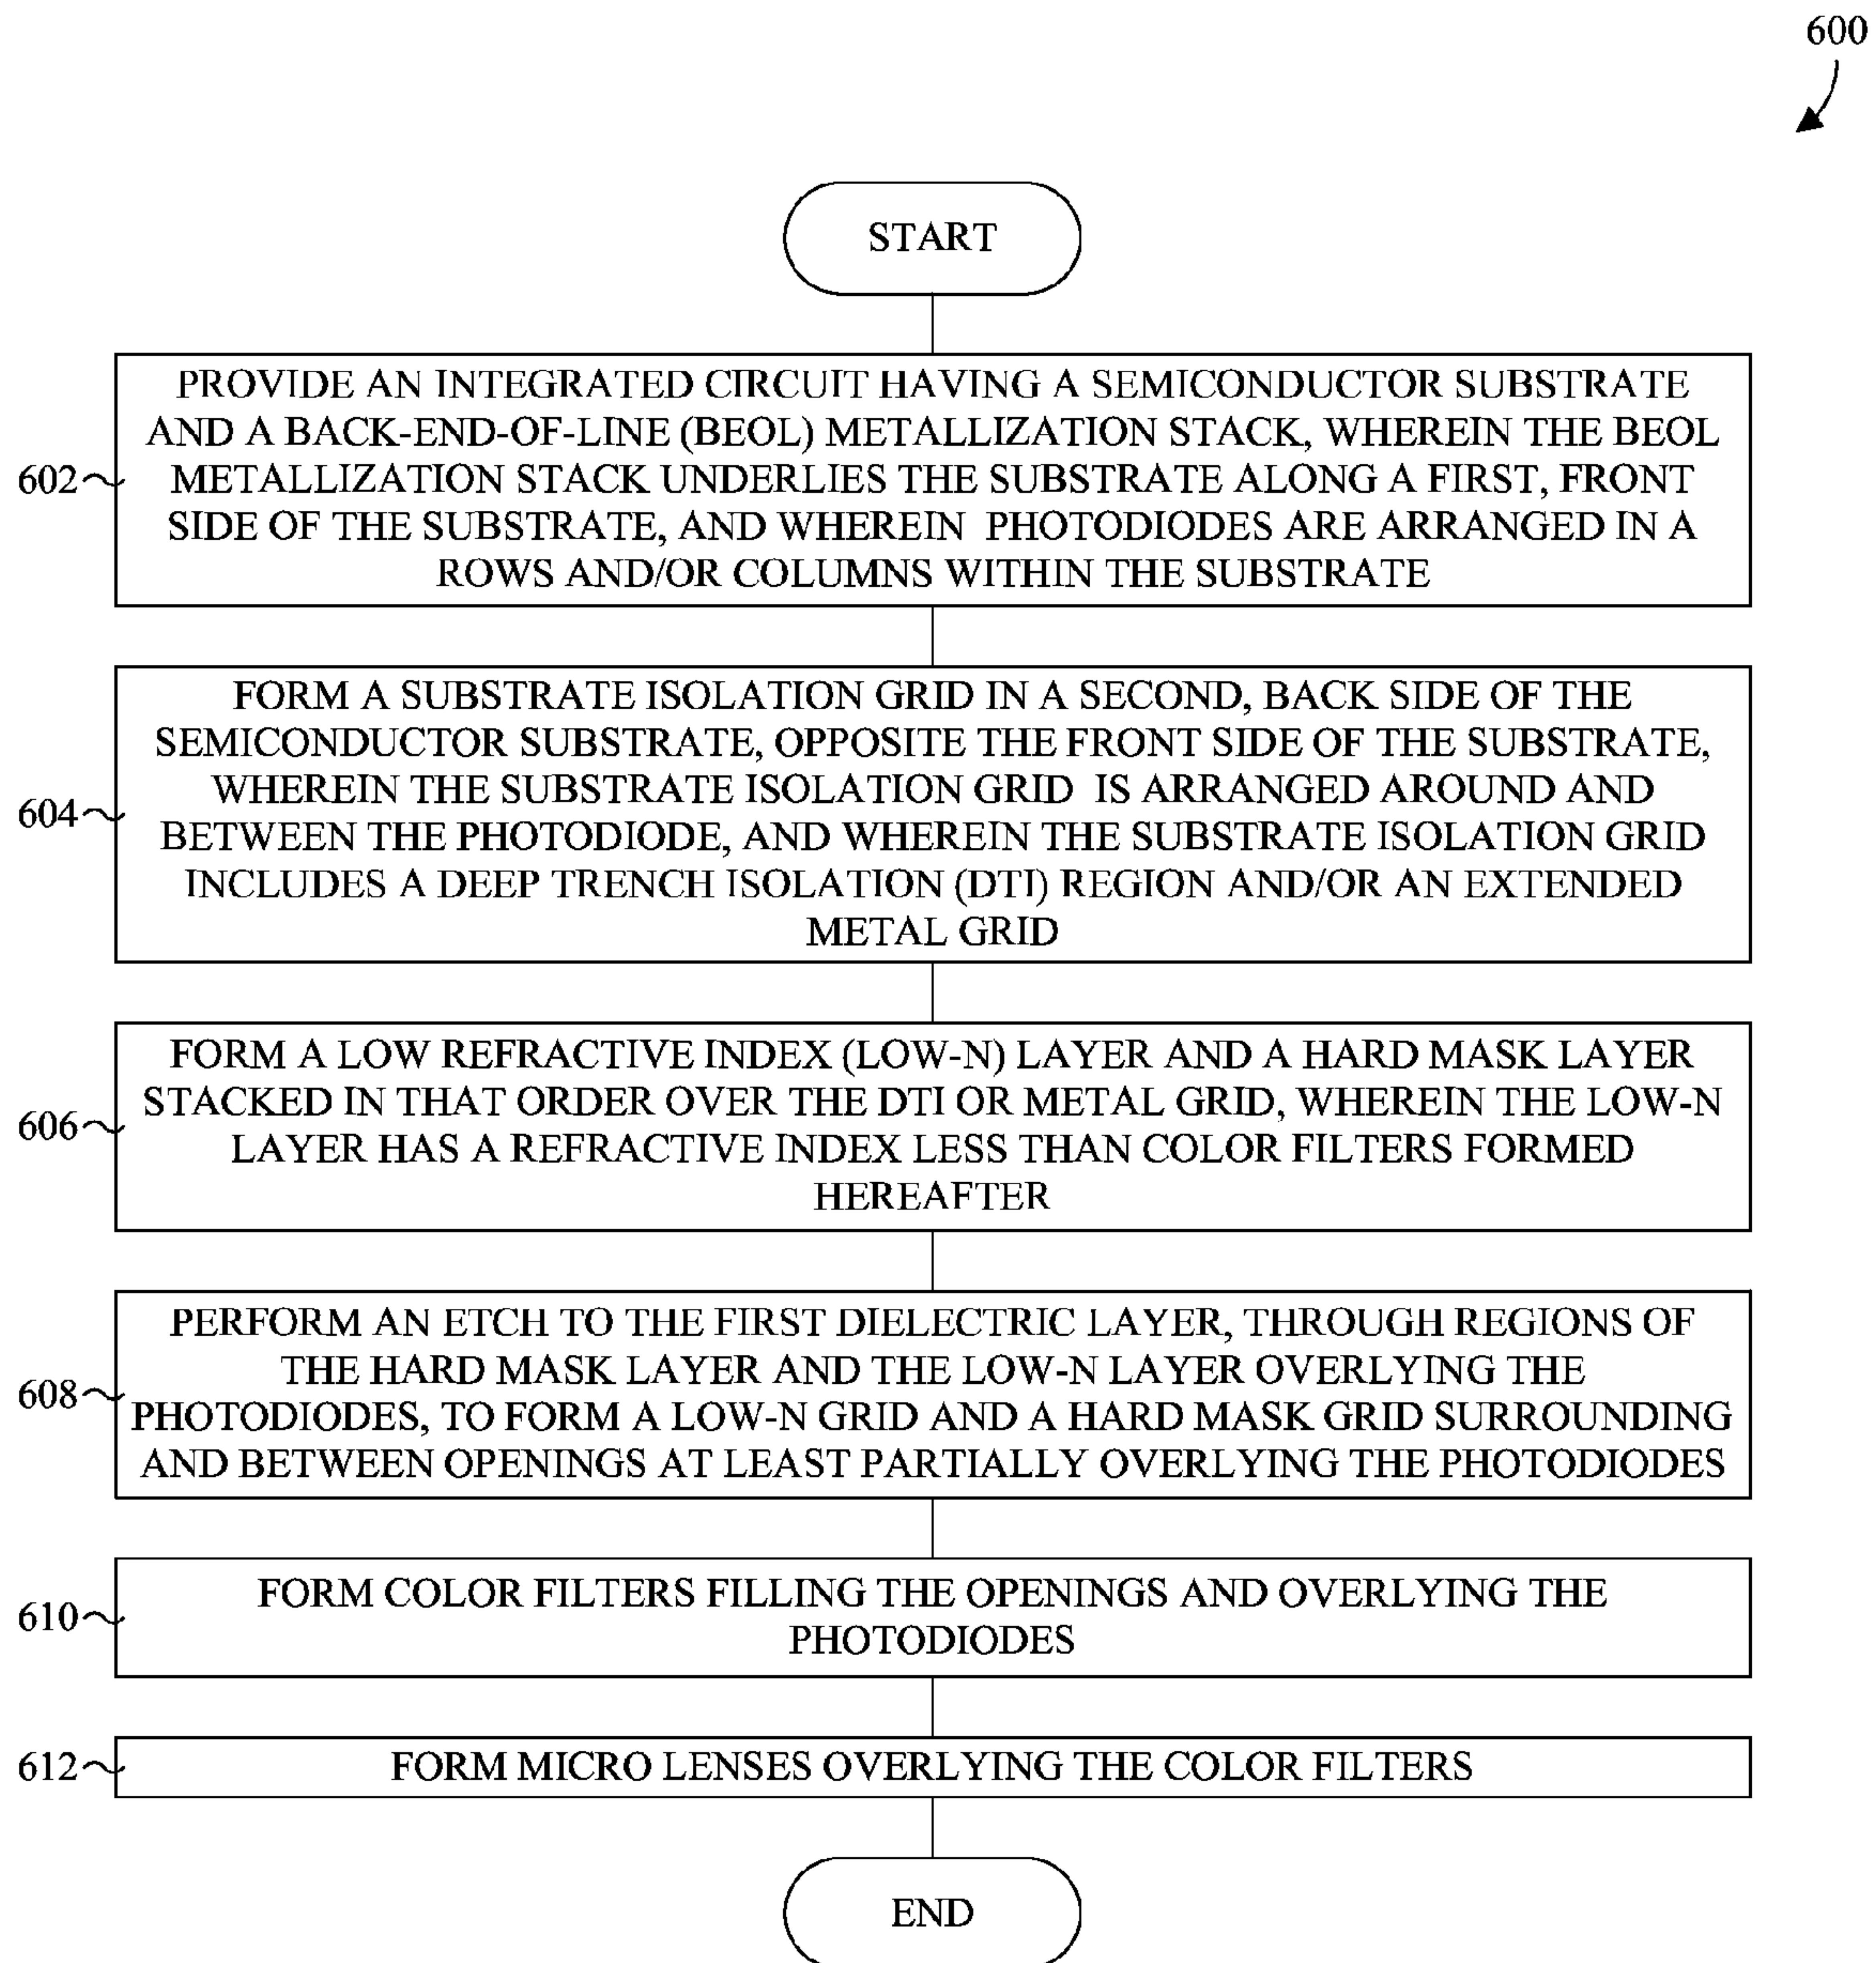 600
START
602
PROVIDE AN INTEGRATED CIRCUIT HAVING A SEMICONDUCTOR SUBSTRATE
AND A BACK-END-OF-LINE (BEOL) METALLIZATION STACK, WHEREIN THE BEOL
METALLIZATION STACK UNDERLIES THE SUBSTRATE ALONG A FIRST, FRONT
SIDE OF THE SUBSTRATE, AND WHEREIN PHOTODIODES ARE ARRANGED IN A
ROWS AND/OR COLUMNS WITHIN THE SUBSTRATE
604
FORM A SUBSTRATE ISOLATION GRID IN A SECOND, BACK SIDE OF THE
SEMICONDUCTOR SUBSTRATE, OPPOSITE THE FRONT SIDE OF THE SUBSTRATE,
WHEREIN THE SUBSTRATE ISOLATION GRID IS ARRANGED AROUND AND
BETWEEN THE PHOTODIODE, AND WHEREIN THE SUBSTRATE ISOLATION GRID
INCLUDES A DEEP TRENCH ISOLATION (DTI) REGION AND/OR AN EXTENDED
METAL GRID
606
FORM A LOW REFRACTIVE INDEX (LOW-N) LAYER AND A HARD MASK LAYER
STACKED IN THAT ORDER OVER THE DTI OR METAL GRID, WHEREIN THE LOW-N
LAYER HAS A REFRACTIVE INDEX LESS THAN COLOR FILTERS FORMED
HEREAFTER
608
PERFORM AN ETCH TO THE FIRST DIELECTRIC LAYER, THROUGH REGIONS OF
THE HARD MASK LAYER AND THE LOW-N LAYER OVERLYING THE
PHOTODIODES, TO FORM A LOW-N GRID AND A HARD MASK GRID SURROUNDING
AND BETWEEN OPENINGS AT LEAST PARTIALLY OVERLYING THE PHOTODIODES
610
FORM COLOR FILTERS FILLING THE OPENINGS AND OVERLYING THE
PHOTODIODES
612
FORM MICRO LENSES OVERLYING THE COLOR FILTERS
END